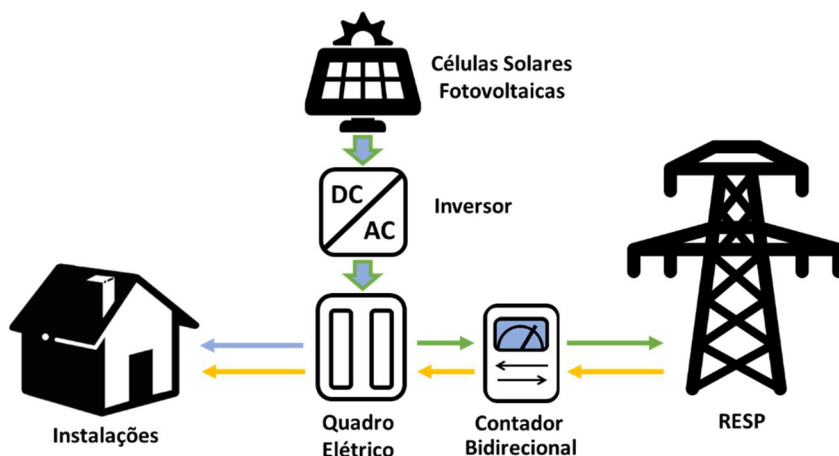 Células Solares
Fotovoltaicas
DC
AC
Inversor
Instalações
Quadro
Elétrico
Contador
Bidirecional
RESP